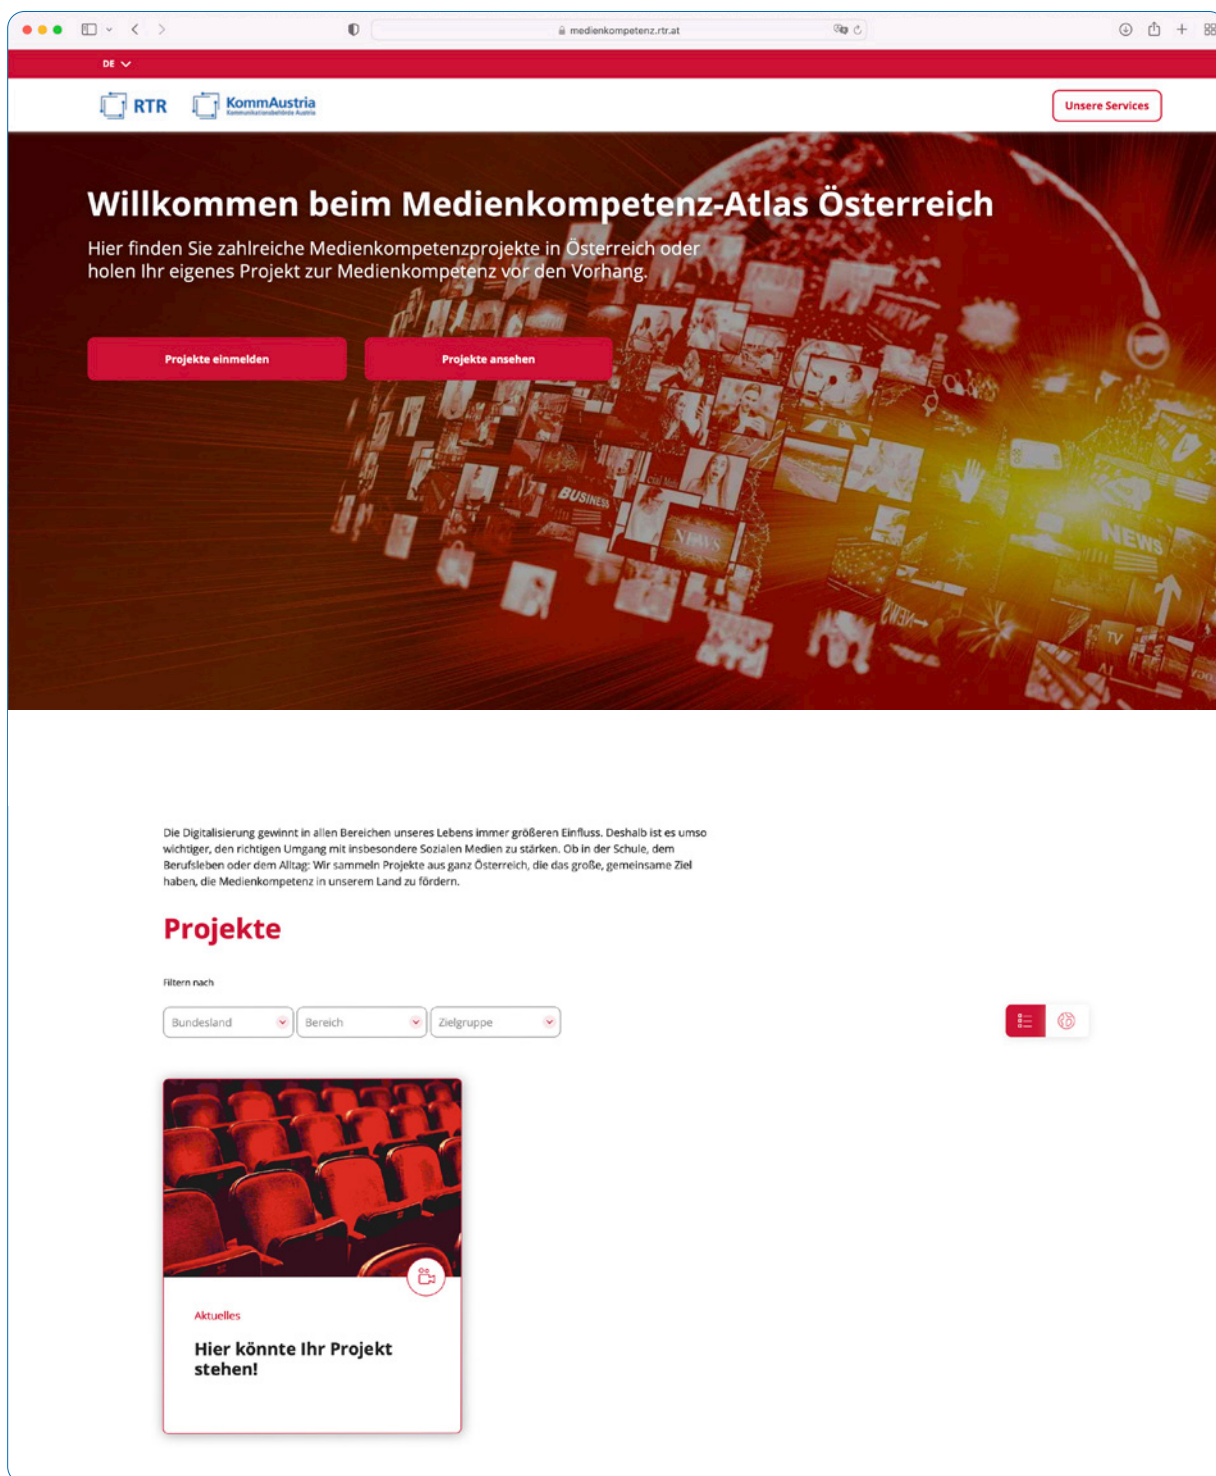 medienkompetenz.rtr.at
DE
RTR
KommAustria
Kommunikationsbehörde Austria
Unsere Services
Willkommen beim Medienkompetenz-Atlas Österreich
Hier finden Sie zahlreiche Medienkompetenzprojekte in Österreich oder
holen Ihr eigenes Projekt zur Medienkompetenz vor den Vorhang.
Projekte einmelden
Projekte ansehen
BUSINESS
NEWS
NEWS
NEWS
TV
Die Digitalisierung gewinnt in allen Bereichen unseres Lebens immer größeren Einfluss. Deshalb ist es umso
wichtiger, den richtigen Umgang mit insbesondere Sozialen Medien zu stärken. Ob in der Schule, dem
Berufsleben oder dem Alltag: Wir sammeln Projekte aus ganz Österreich, die das große, gemeinsame Ziel
haben, die Medienkompetenz in unserem Land zu fördern.
Projekte
Filtern nach
Bundesland
Bereich
Zielgruppe
Aktuelles
Hier könnte Ihr Projekt
stehen!